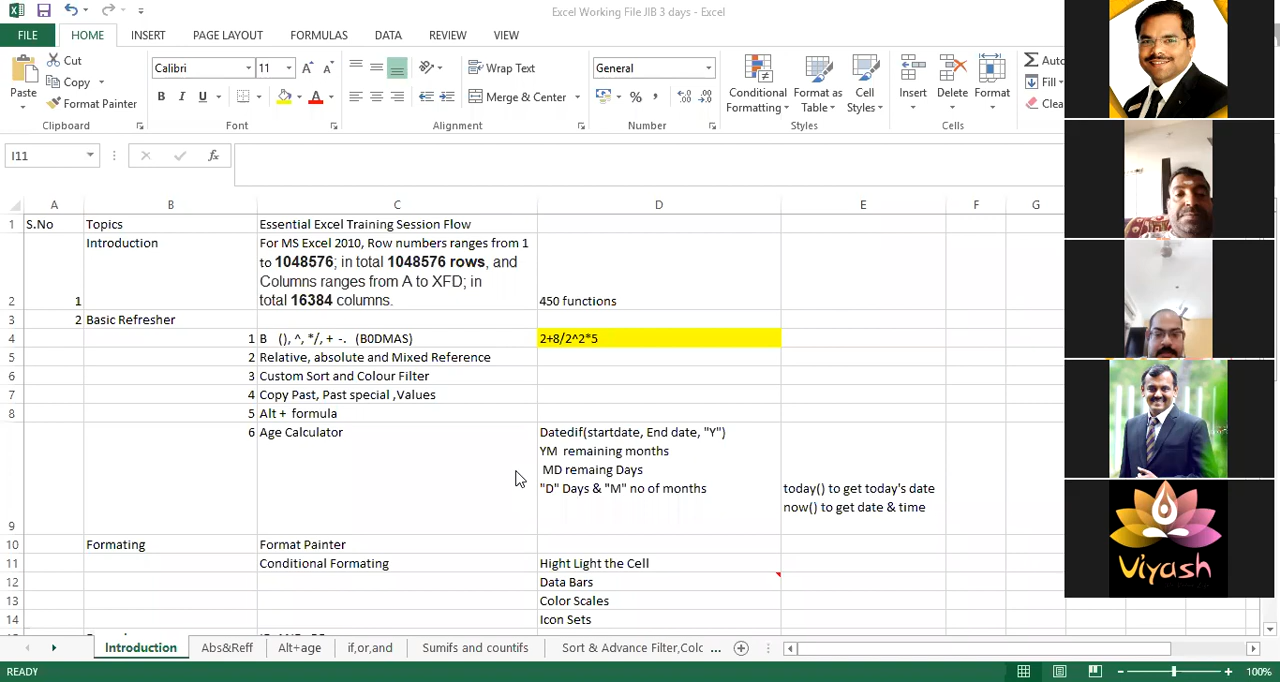 Excel Working File JIB 3 days - Excel
FILE HOME INSERT PAGE LAYOUT FORMULAS DATA REVIEW VIEW
Paste
Cut
Copy
Format Painter
Clipboard
Calibri 11
B I U A
Font
Wrap Text
Merge & Center
Alignment
General
%
Number
Conditional Formatting
Format as Table
Cell Styles
Styles
Insert Delete Format
Cells
Auto
Fill
Clea
I11 fx
A B C D E F G
1 S.No Topics Essential Excel Training Session Flow
Introduction For MS Excel 2010, Row numbers ranges from 1
to 1048576; in total 1048576 rows, and
Columns ranges from A to XFD; in
2 1 total 16384 columns. 450 functions
3 2 Basic Refresher
4 1 B (), ^, */, + -. (B0DMAS) 2+8/2^2*5
5 2 Relative, absolute and Mixed Reference
6 3 Custom Sort and Colour Filter
7 4 Copy Past, Past special ,Values
8 5 Alt + formula
6 Age Calculator Datedif(startdate, End date, "Y")
YM remaining months
MD remaing Days
"D" Days & "M" no of months today() to get today's date
now() to get date & time
9
10 Formating Format Painter
11 Conditional Formating Hight Light the Cell
12 Data Bars
13 Color Scales
14 Icon Sets
Introduction Abs&Reff Alt+age if,or,and Sumifs and countifs Sort & Advance Filter,Colc ...
READY 100%
Viyash